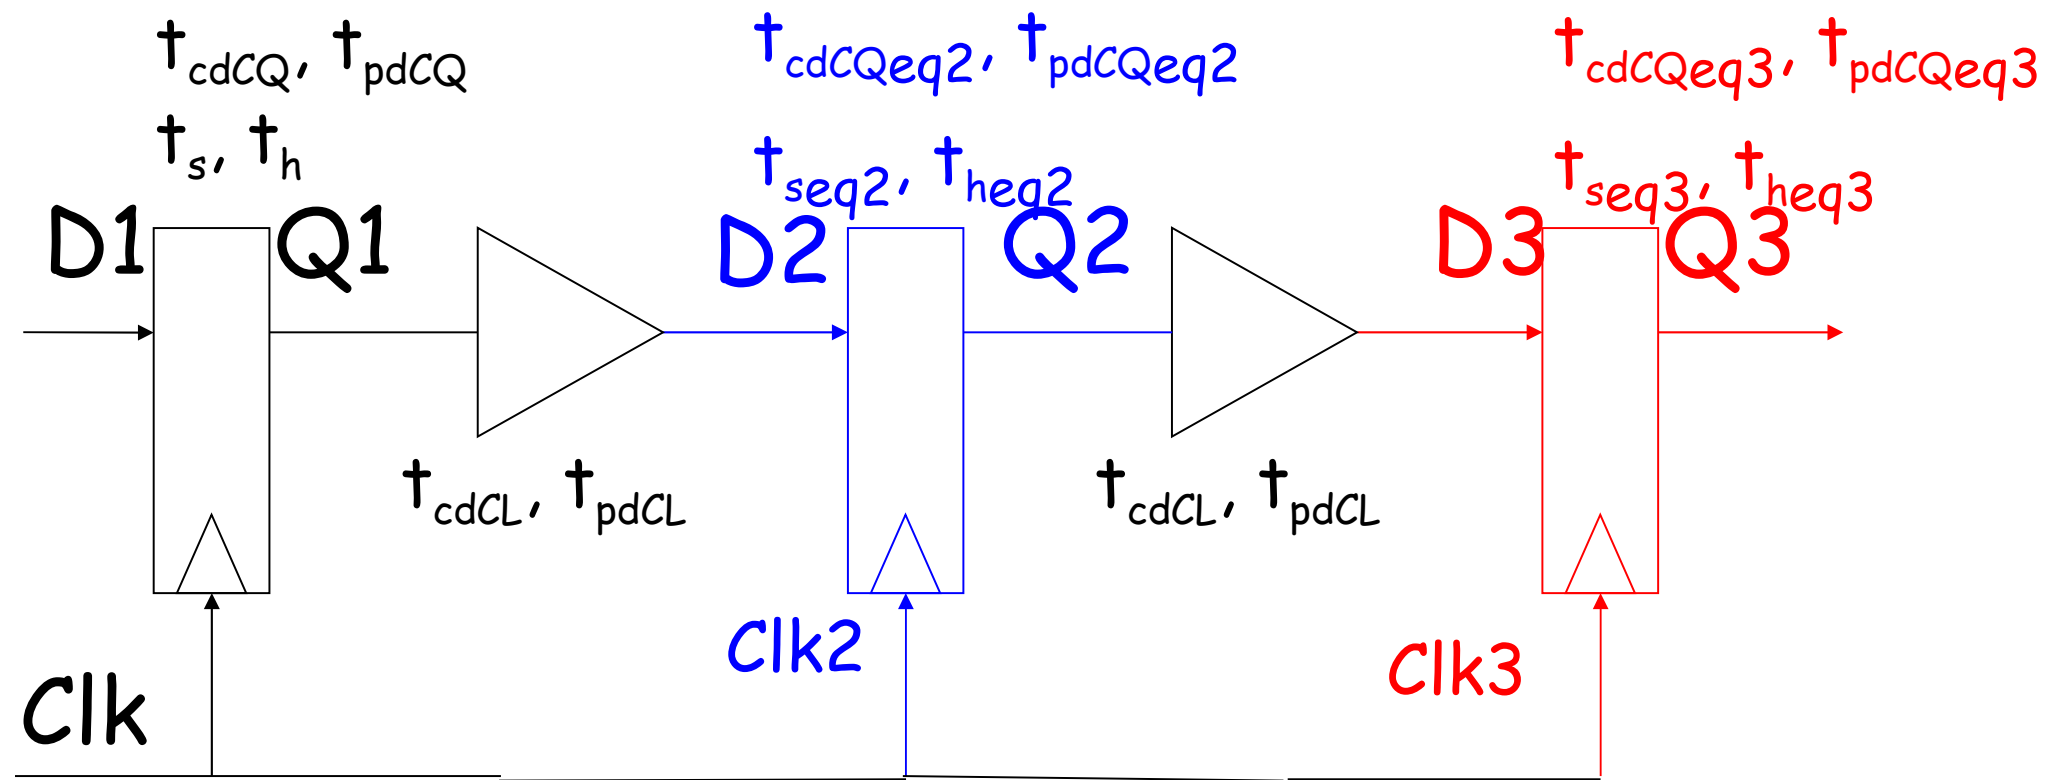 tcdCQ, tpdCQ
ts, th
tcdCQeq2, tpdCQeq2
tseq2, theq2
tcdCQeq3, tpdCQeq3
tseq3, theq3
D1 Q1 D2 Q2 D3 Q3
tcdCL, tpdCL
tcdCL, tpdCL
Clk
Clk2
Clk3